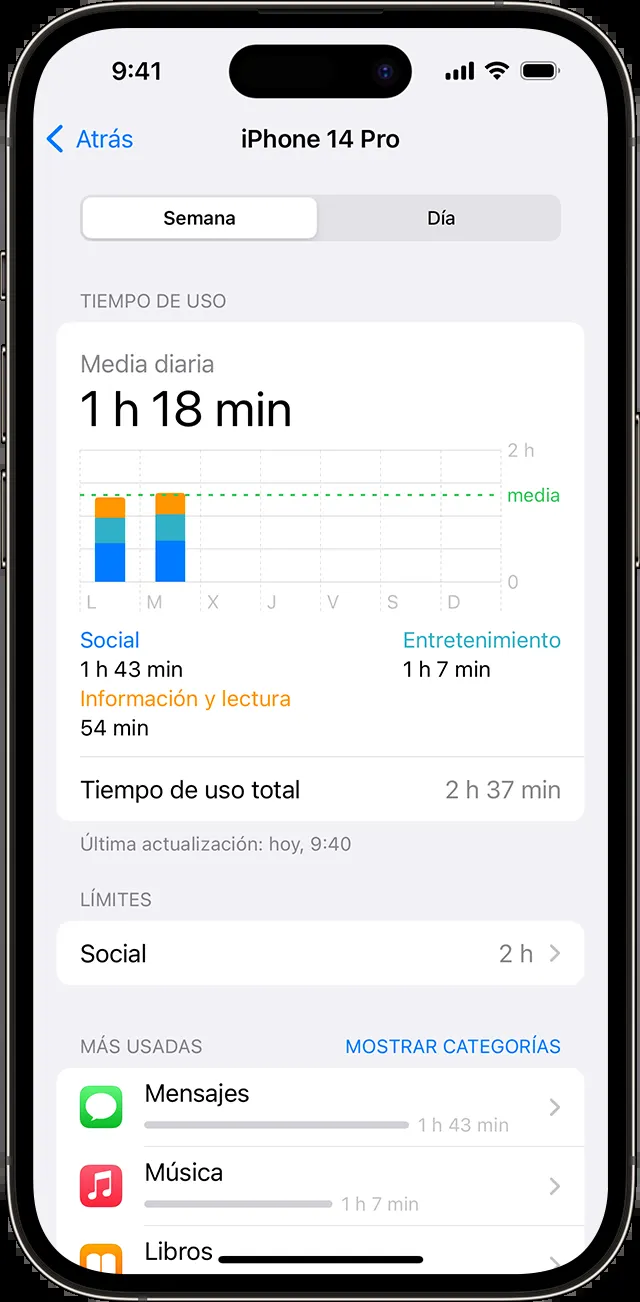 9:41
Atrás iPhone 14 Pro
Semana Día
TIEMPO DE USO
Media diaria
1 h 18 min
2 h
media
0
L M X J V S D
Social Entretenimiento
1 h 43 min 1 h 7 min
Información y lectura
54 min
Tiempo de uso total 2 h 37 min
Última actualización: hoy, 9:40
LÍMITES
Social 2 h
MÁS USADAS MOSTRAR CATEGORÍAS
Mensajes
1 h 43 min
Música
1 h 7 min
Libros